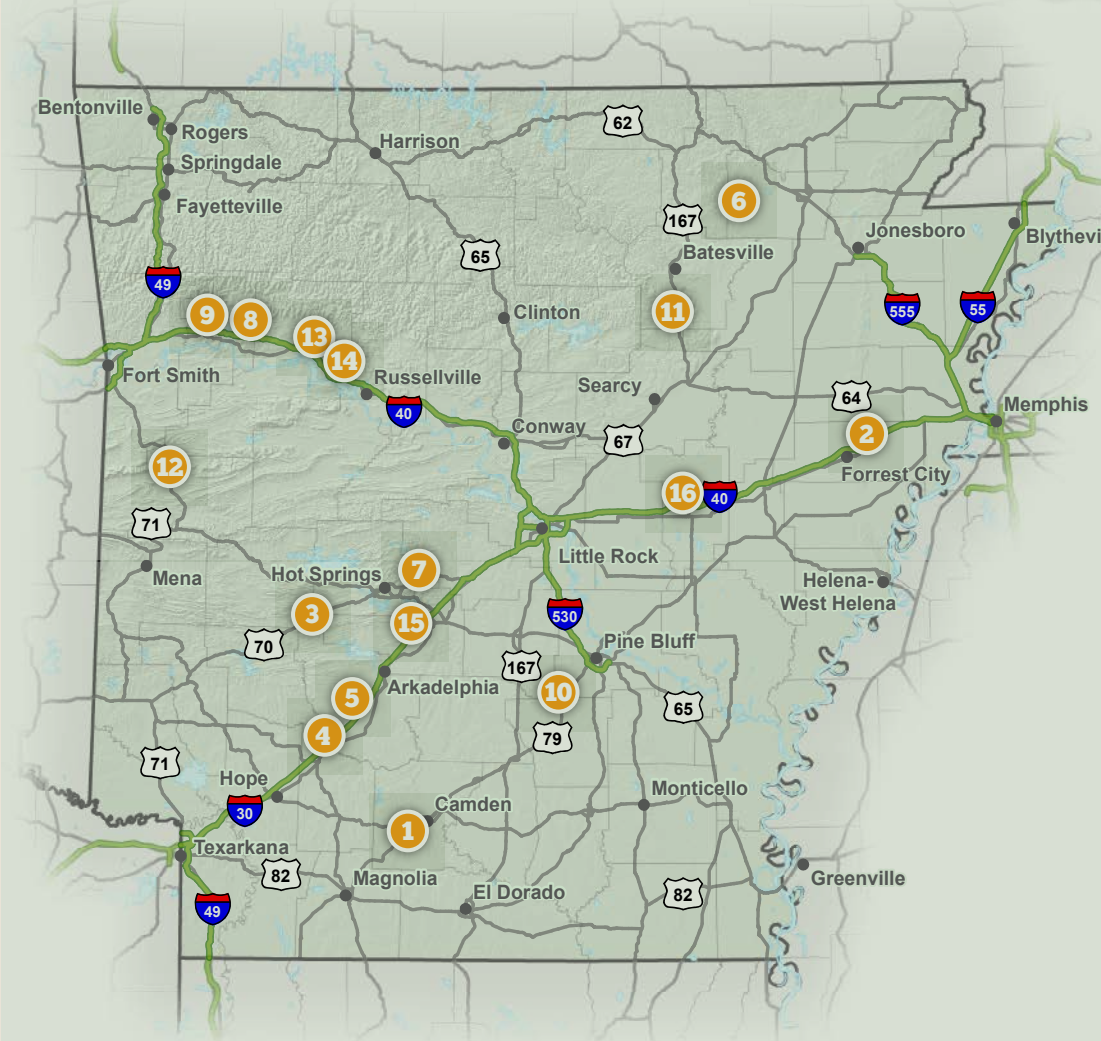 Bentonville
Rogers
Harrison
62
Springdale
Fayetteville
6
167
Jonesboro
Blythevi
65
Batesville
49
9
8
Clinton
11
555
55
13
14
Fort Smith
Russellville
Searcy
64
40
Memphis
Conway
67
2
12
Forrest City
16
40
71
Little Rock
Mena
Hot Springs
7
Helena-
West Helena
3
15
530
70
Pine Bluff
167
Arkadelphia
10
5
65
4
79
71
Hope
Monticello
30
Camden
1
Texarkana
82
Magnolia
El Dorado
82
Greenville
49